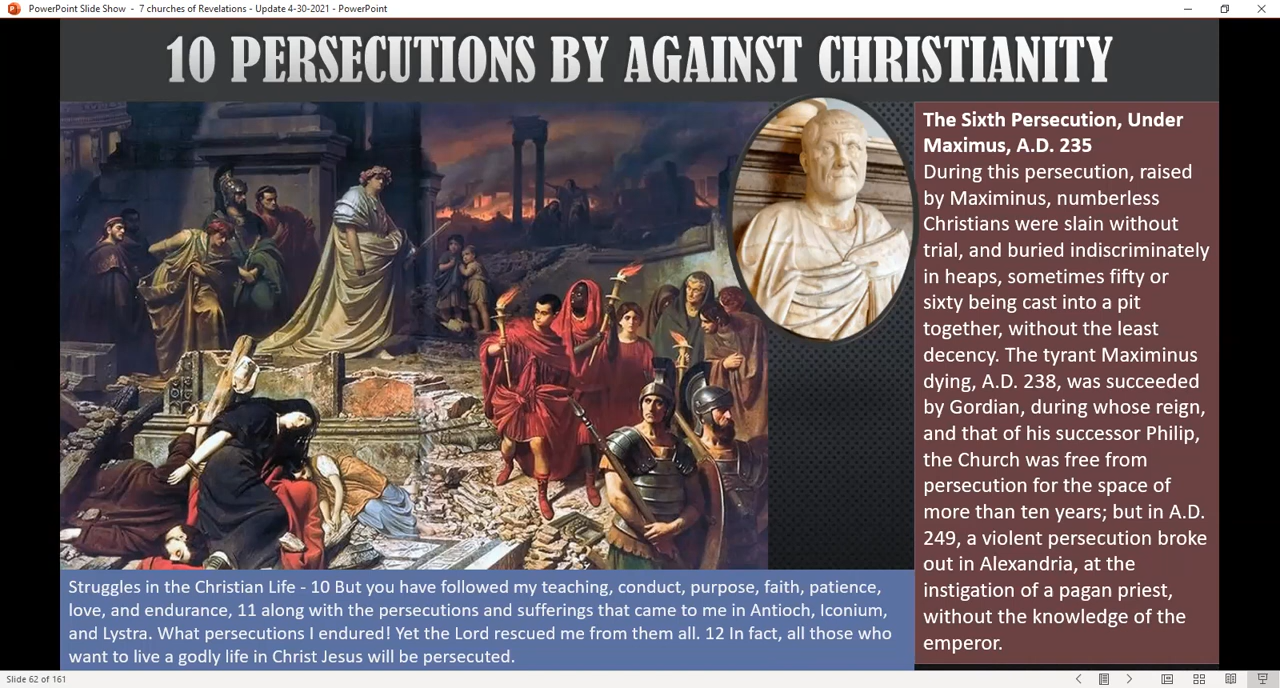 PowerPoint Slide Show - 7 churches of Revelations - Update 4-30-2021 - PowerPoint
10 PERSECUTIONS BY AGAINST CHRISTIANITY
The Sixth Persecution, Under
Maximus, A.D. 235
During this persecution, raised
by Maximinus, numberless
Christians were slain without
trial, and buried indiscriminately
in heaps, sometimes fifty or
sixty being cast into a pit
together, without the least
decency. The tyrant Maximinus
dying, A.D. 238, was succeeded
by Gordian, during whose reign,
and that of his successor Philip,
the Church was free from
persecution for the space of
more than ten years; but in A.D.
249, a violent persecution broke
out in Alexandria, at the
instigation of a pagan priest,
without the knowledge of the
emperor.
Struggles in the Christian Life - 10 But you have followed my teaching, conduct, purpose, faith, patience,
love, and endurance, 11 along with the persecutions and sufferings that came to me in Antioch, Iconium,
and Lystra. What persecutions I endured! Yet the Lord rescued me from them all. 12 In fact, all those who
want to live a godly life in Christ Jesus will be persecuted.
Slide 62 of 161